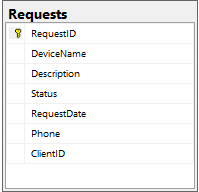 Requests
RequestID
DeviceName
Description
Status
RequestDate
Phone
ClientID